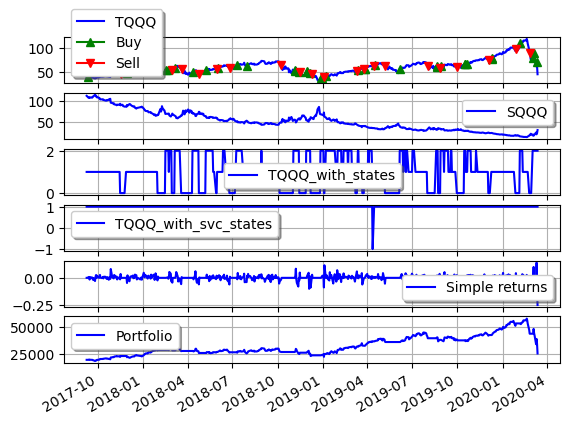 TQQQ
Buy
Sell
100
50
100
50
SQQQ
2
0
TQQQ_with_states
1
0
−1
TQQQ_with_svc_states
0.00
−0.25
Simple returns
50000
25000
Portfolio
2017-10 2018-01 2018-04 2018-07 2018-10 2019-01 2019-04 2019-07 2019-10 2020-01 2020-04